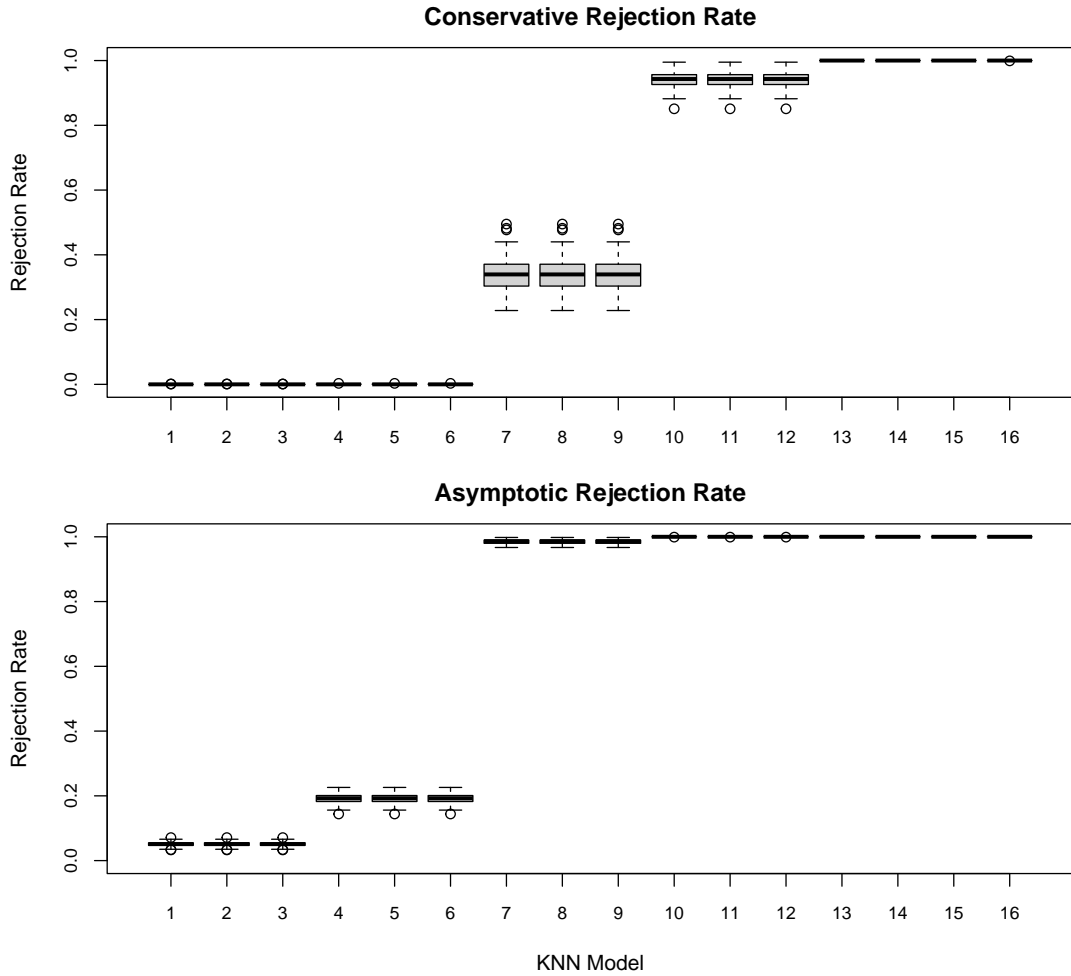 Conservative Rejection Rate
Rejection Rate
0.0 0.2 0.4 0.6 0.8 1.0
1 2 3 4 5 6 7 8 9 10 11 12 13 14 15 16
Asymptotic Rejection Rate
Rejection Rate
0.0 0.2 0.4 0.6 0.8 1.0
1 2 3 4 5 6 7 8 9 10 11 12 13 14 15 16
KNN Model